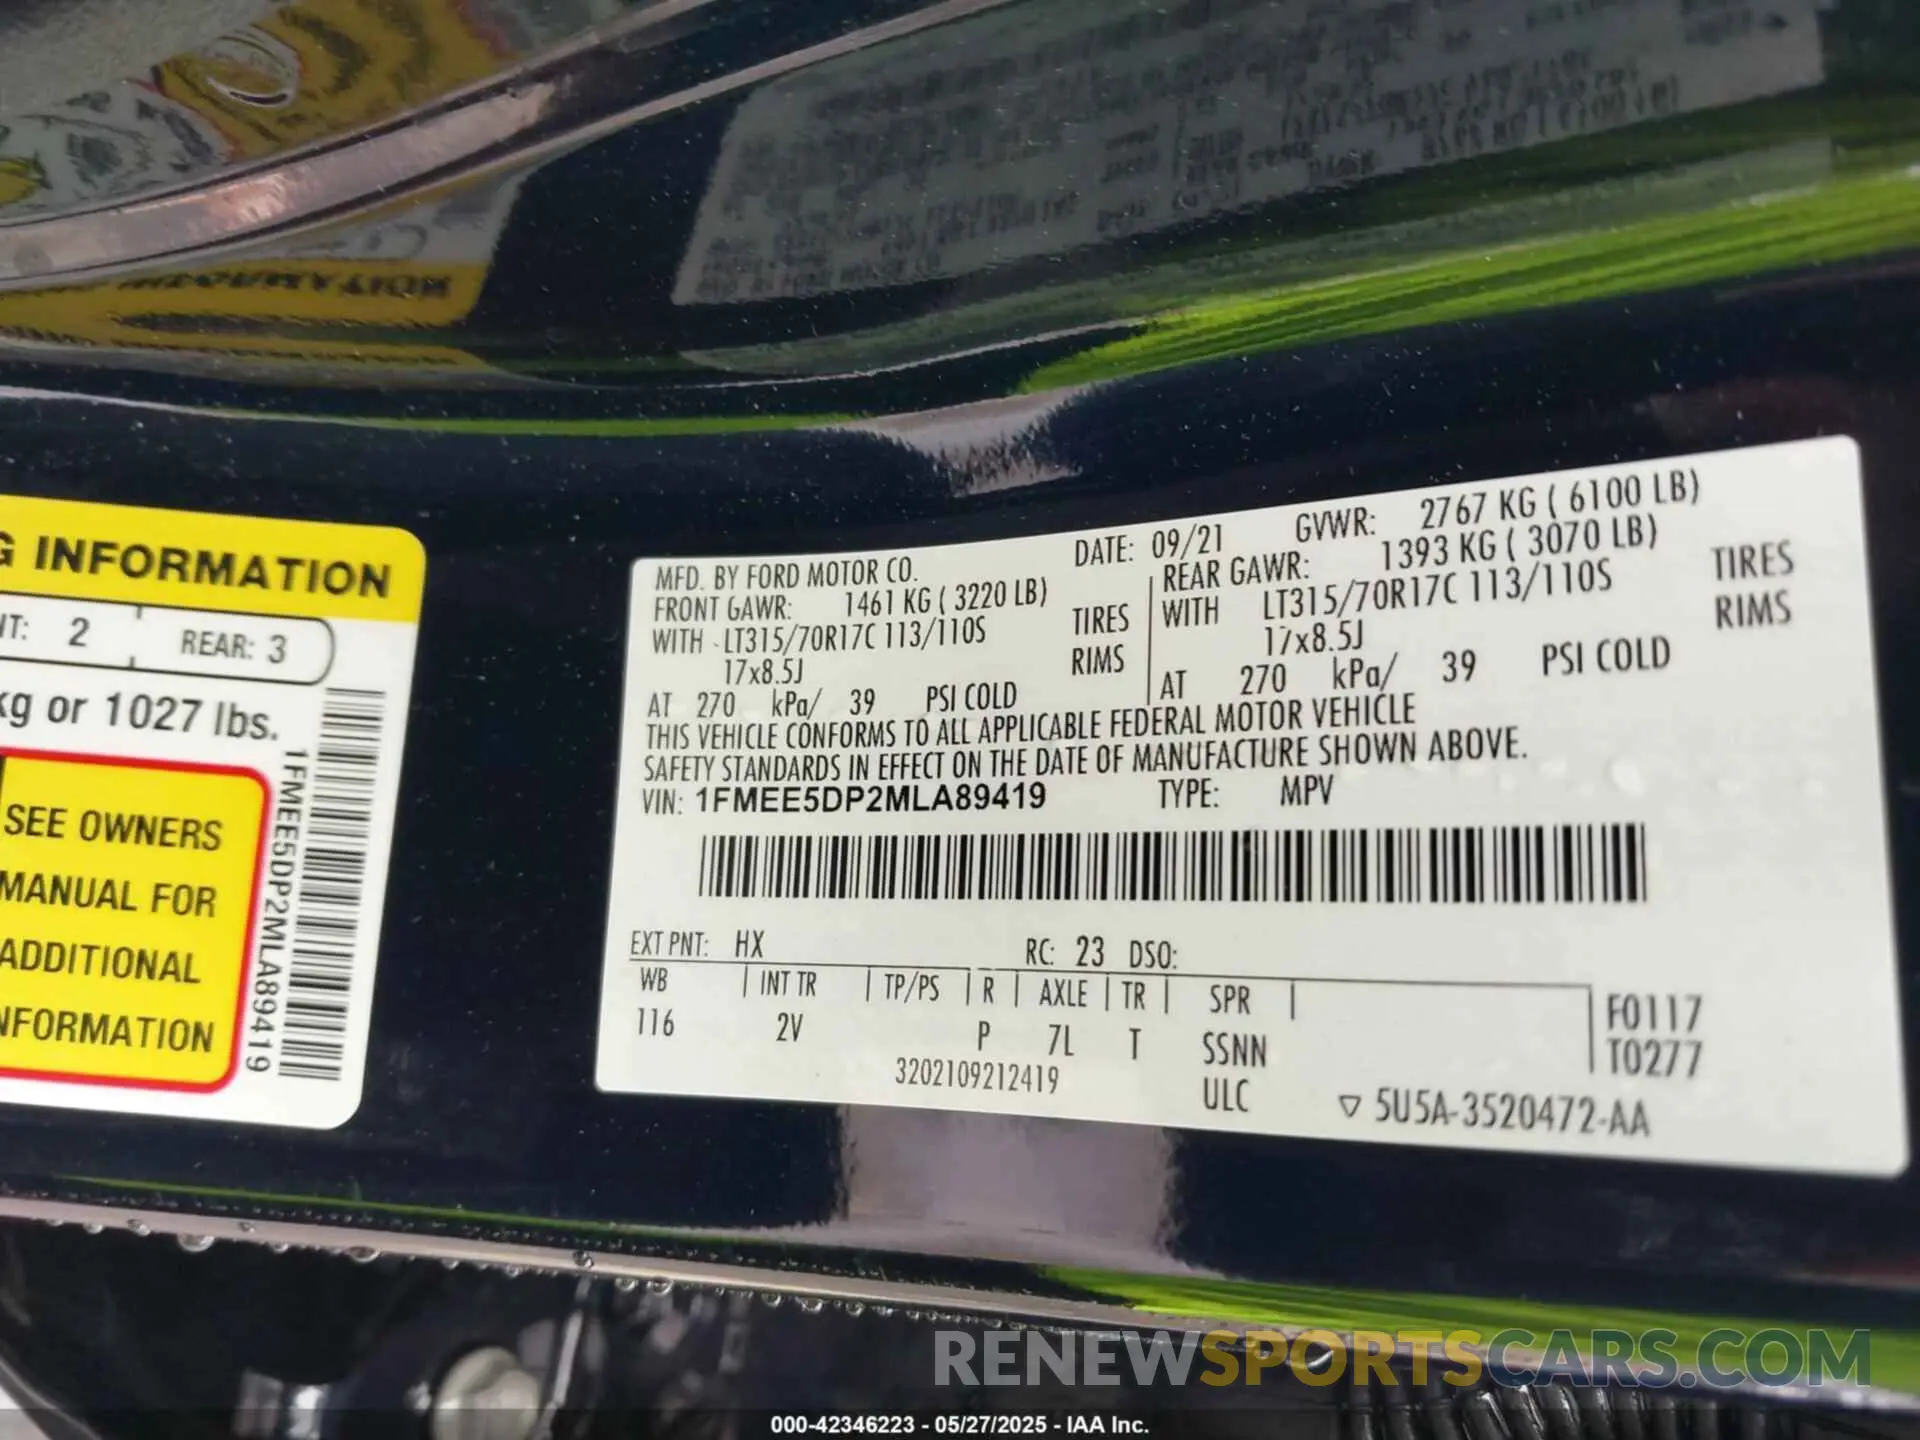 G INFORMATION
NT: 2 REAR: 3
kg or 1027 lbs.
SEE OWNERS
MANUAL FOR
ADDITIONAL
INFORMATION
1FMEE5DP2MLA89419
MFD. BY FORD MOTOR CO. DATE: 09/21 GVWR: 2767 KG ( 6100 LB)
FRONT GAWR: 1461 KG ( 3220 LB) REAR GAWR: 1393 KG ( 3070 LB)
WITH LT315/70R17C 113/110S TIRES WITH LT315/70R17C 113/110S TIRES
17x8.5J RIMS 17x8.5J RIMS
AT 270 kPa/ 39 PSI COLD AT 270 kPa/ 39 PSI COLD
THIS VEHICLE CONFORMS TO ALL APPLICABLE FEDERAL MOTOR VEHICLE
SAFETY STANDARDS IN EFFECT ON THE DATE OF MANUFACTURE SHOWN ABOVE.
VIN: 1FMEE5DP2MLA89419 TYPE: MPV
EXT PNT: HX RC: 23 DSO:
WB | INT TR | TP/PS | R | AXLE | TR | SPR | F0117
116 2V P 7L T SSNN T0277
3202109212419 ULC ▽ 5U5A-3520472-AA
RENEWSPORTSCARS.COM
000-42346223 - 05/27/2025 - IAA Inc.